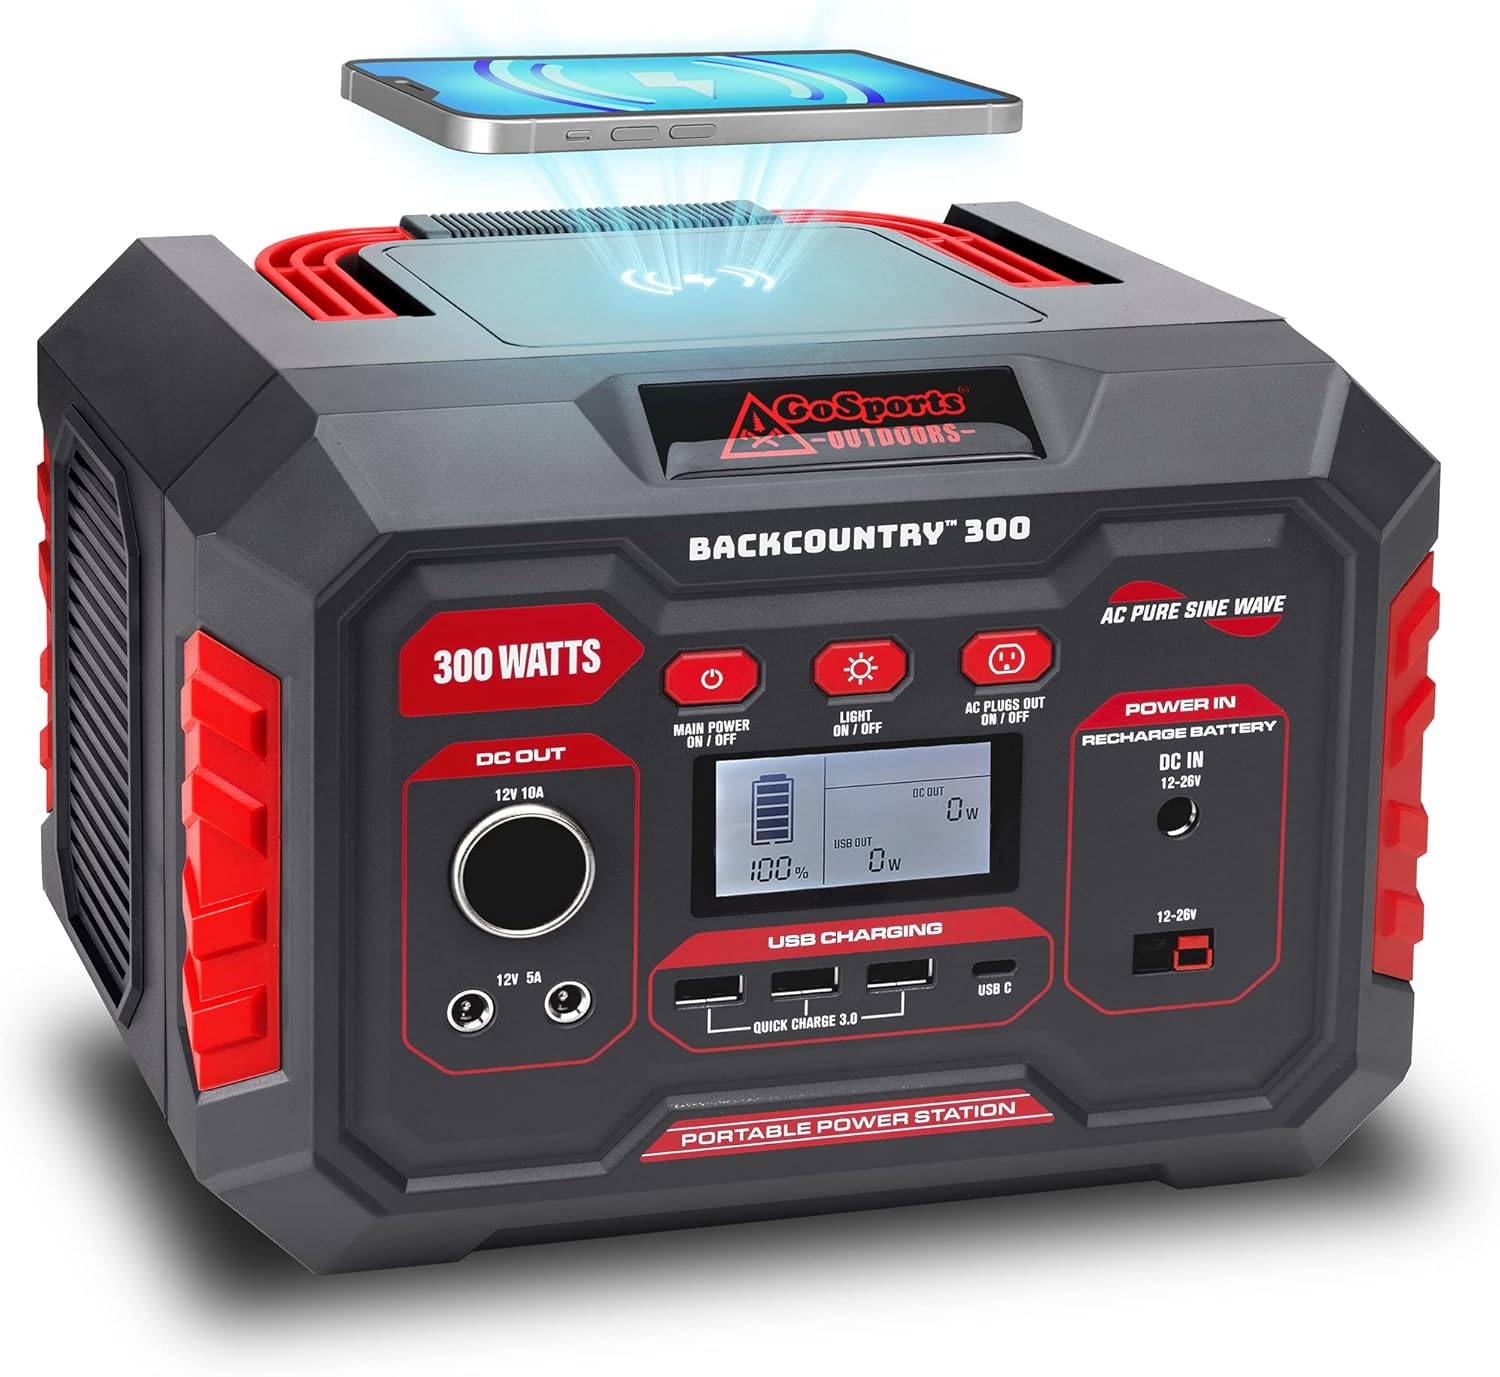 GoSports®
-OUTDOORS-
BACKCOUNTRY™ 300
AC PURE SINE WAVE
300 WATTS
MAIN POWER
ON / OFF
LIGHT
ON / OFF
AC PLUGS OUT
ON / OFF
DC OUT
12V 10A
12V 5A
100%
DC OUT
0W
USB OUT
0W
USB CHARGING
QUICK CHARGE 3.0
USB C
POWER IN
RECHARGE BATTERY
DC IN
12-26V
12-26V
PORTABLE POWER STATION